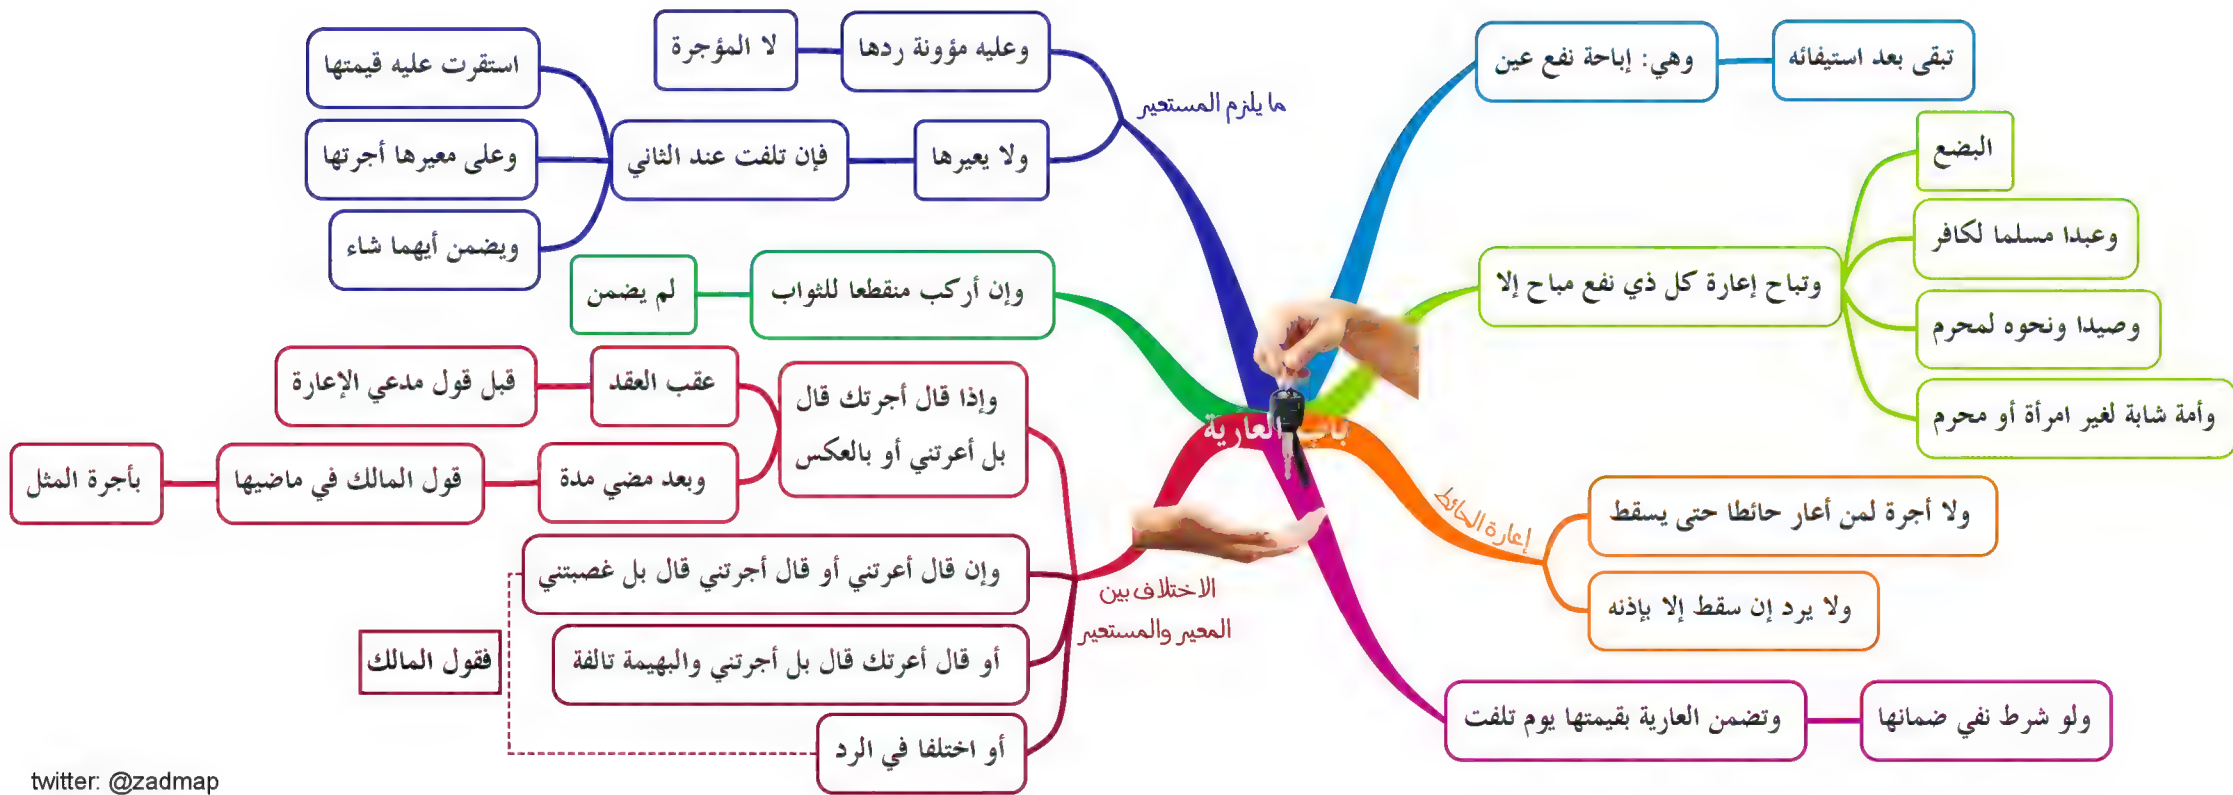 باب العارية
وهي: إباحة نفع عين
تبقى بعد استيفائه
وتباح إعارة كل ذي نفع مباح إلا
البضع
وعبدا مسلما لكافر
وصيدا ونحوه لمحرم
وأمة شابة لغير امرأة أو محرم
إعارة الحائط
ولا أجرة لمن أعار حائطا حتى يسقط
ولا يرد إن سقط إلا بإذنه
وتضمن العارية بقيمتها يوم تلفت
ولو شرط نفي ضمانها
ما يلزم المستعير
وعليه مؤونة ردها
لا المؤجرة
ولا يعيرها
فإن تلفت عند الثاني
استقرت عليه قيمتها
وعلى معيرها أجرتها
ويضمن أيهما شاء
وإن أركب منقطعا للثواب
لم يضمن
الاختلاف بين
المعير والمستعير
وإذا قال أجرتك قال
بل أعرتني أو بالعكس
عقب العقد
قبل قول مدعي الإعارة
وبعد مضي مدة
قول المالك في ماضيها
بأجرة المثل
وإن قال أعرتني أو قال أجرتني قال بل غصبتني
أو قال أعرتك قال بل أجرتني والبهيمة تالفة
أو اختلفا في الرد
فقول المالك
twitter: @zadmap